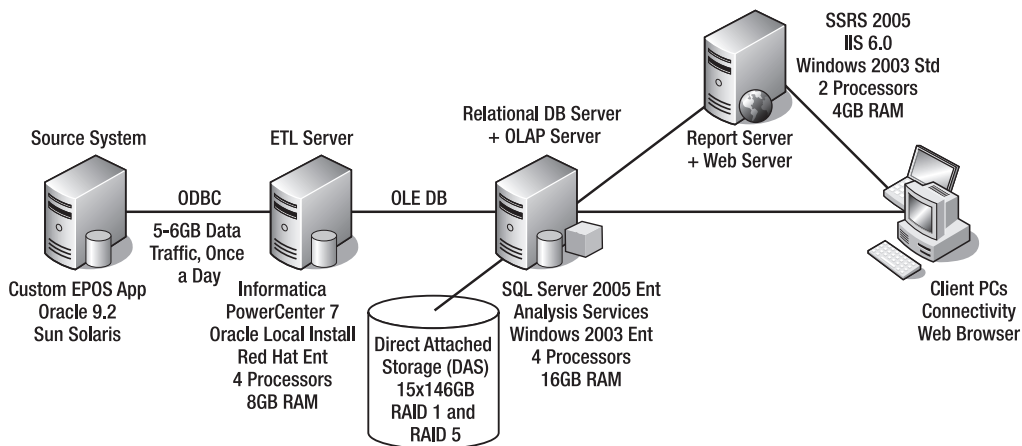 Source System
Custom EPOS App
Oracle 9.2
Sun Solaris
ODBC
5-6GB Data
Traffic, Once
a Day
ETL Server
Informatica
PowerCenter 7
Oracle Local Install
Red Hat Ent
4 Processors
8GB RAM
OLE DB
Relational DB Server
+ OLAP Server
SQL Server 2005 Ent
Analysis Services
Windows 2003 Ent
4 Processors
16GB RAM
Direct Attached
Storage (DAS)
15x146GB
RAID 1 and
RAID 5
Report Server
+ Web Server
SSRS 2005
IIS 6.0
Windows 2003 Std
2 Processors
4GB RAM
Client PCs
Connectivity
Web Browser